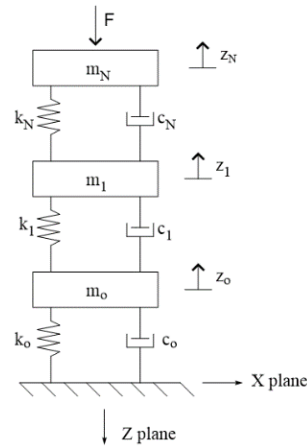 F
m_N
z_N
k_N
c_N
m_1
z_1
k_1
c_1
m_o
z_o
k_o
c_o
X plane
Z plane